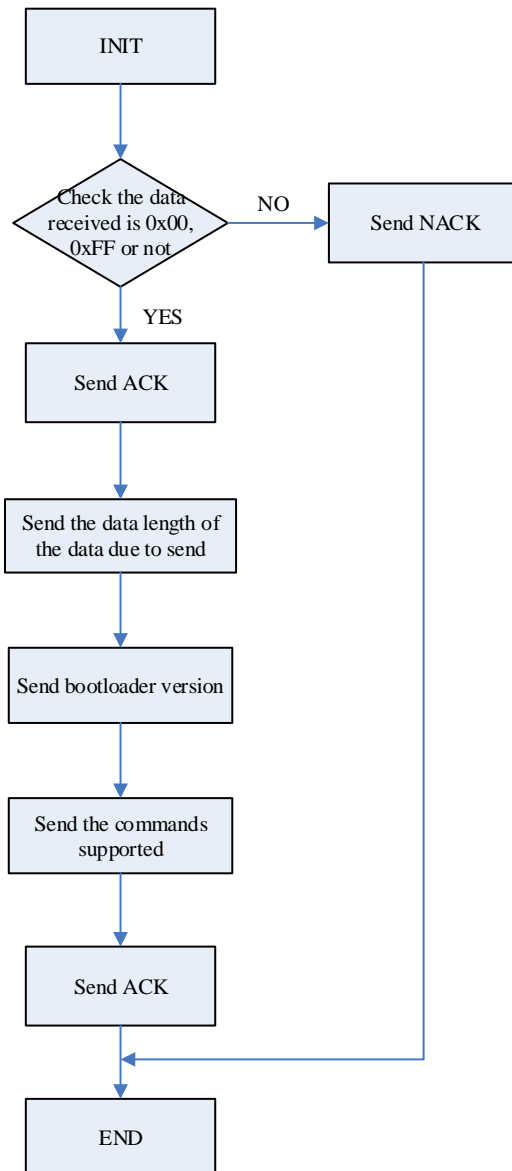 INIT
Check the data
received is 0x00,
0xFF or not
NO
Send NACK
YES
Send ACK
Send the data length of
the data due to send
Send bootloader version
Send the commands
supported
Send ACK
END